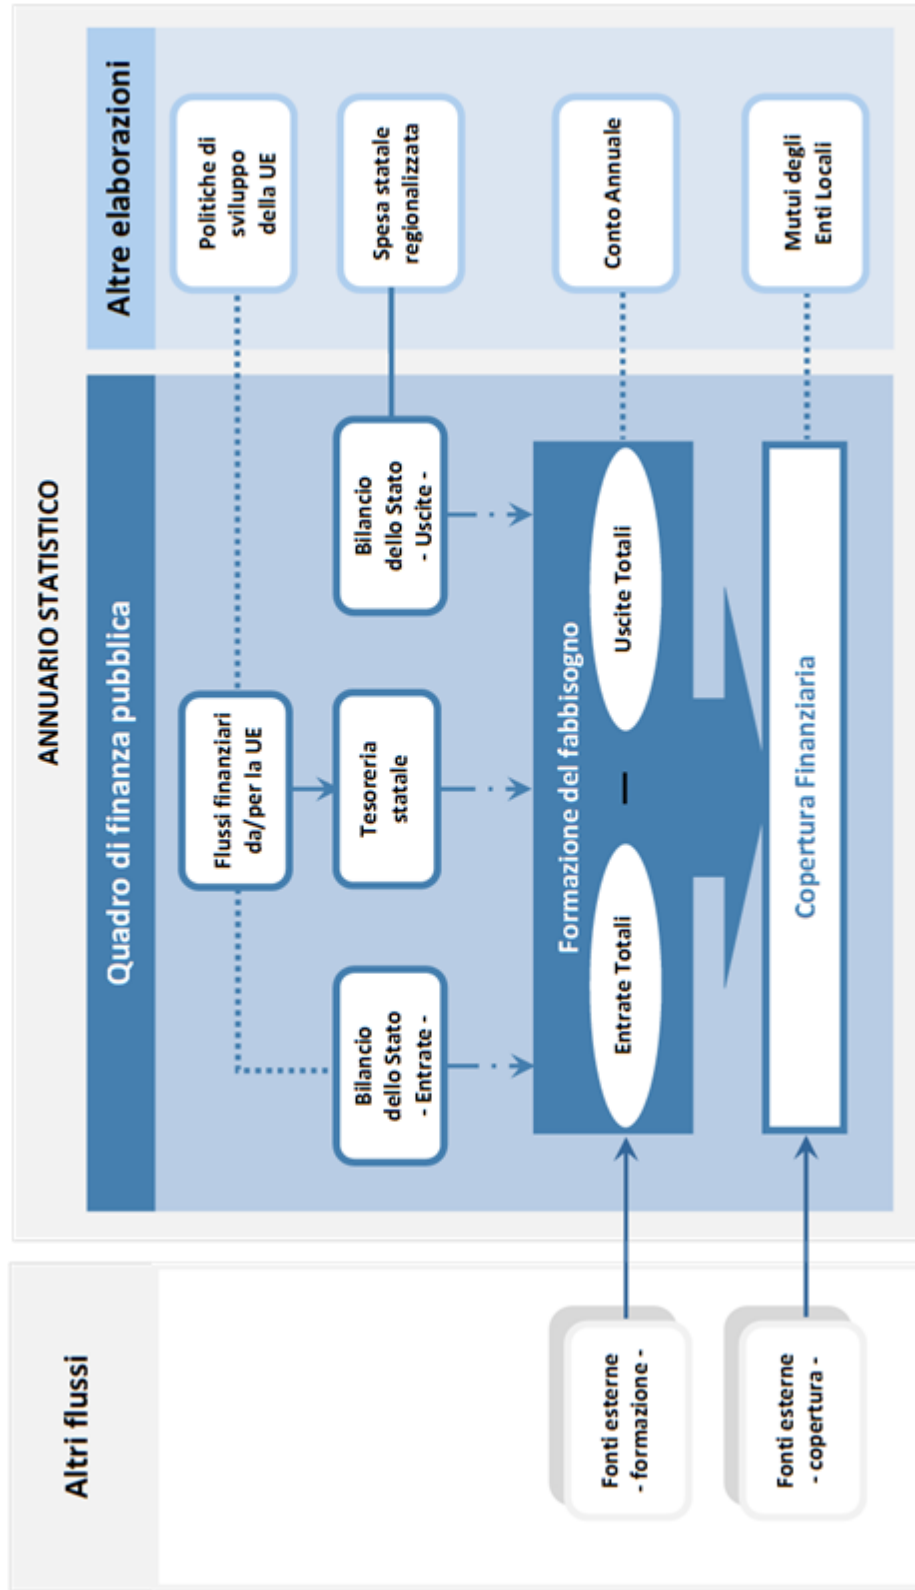 ANNUARIO STATISTICO
Altri flussi
Quadro di finanza pubblica
Altre elaborazioni
Flussi finanziari
da/per la UE
Politiche di
sviluppo
della UE
Bilancio
dello Stato
- Entrate -
Tesoreria
statale
Bilancio
dello Stato
- Uscite -
Spesa statale
regionalizzata
Formazione del fabbisogno
Fonti esterne
- formazione -
Entrate Totali
—
Uscite Totali
Conto Annuale
Fonti esterne
- copertura -
Copertura Finanziaria
Mutui degli
Enti Locali